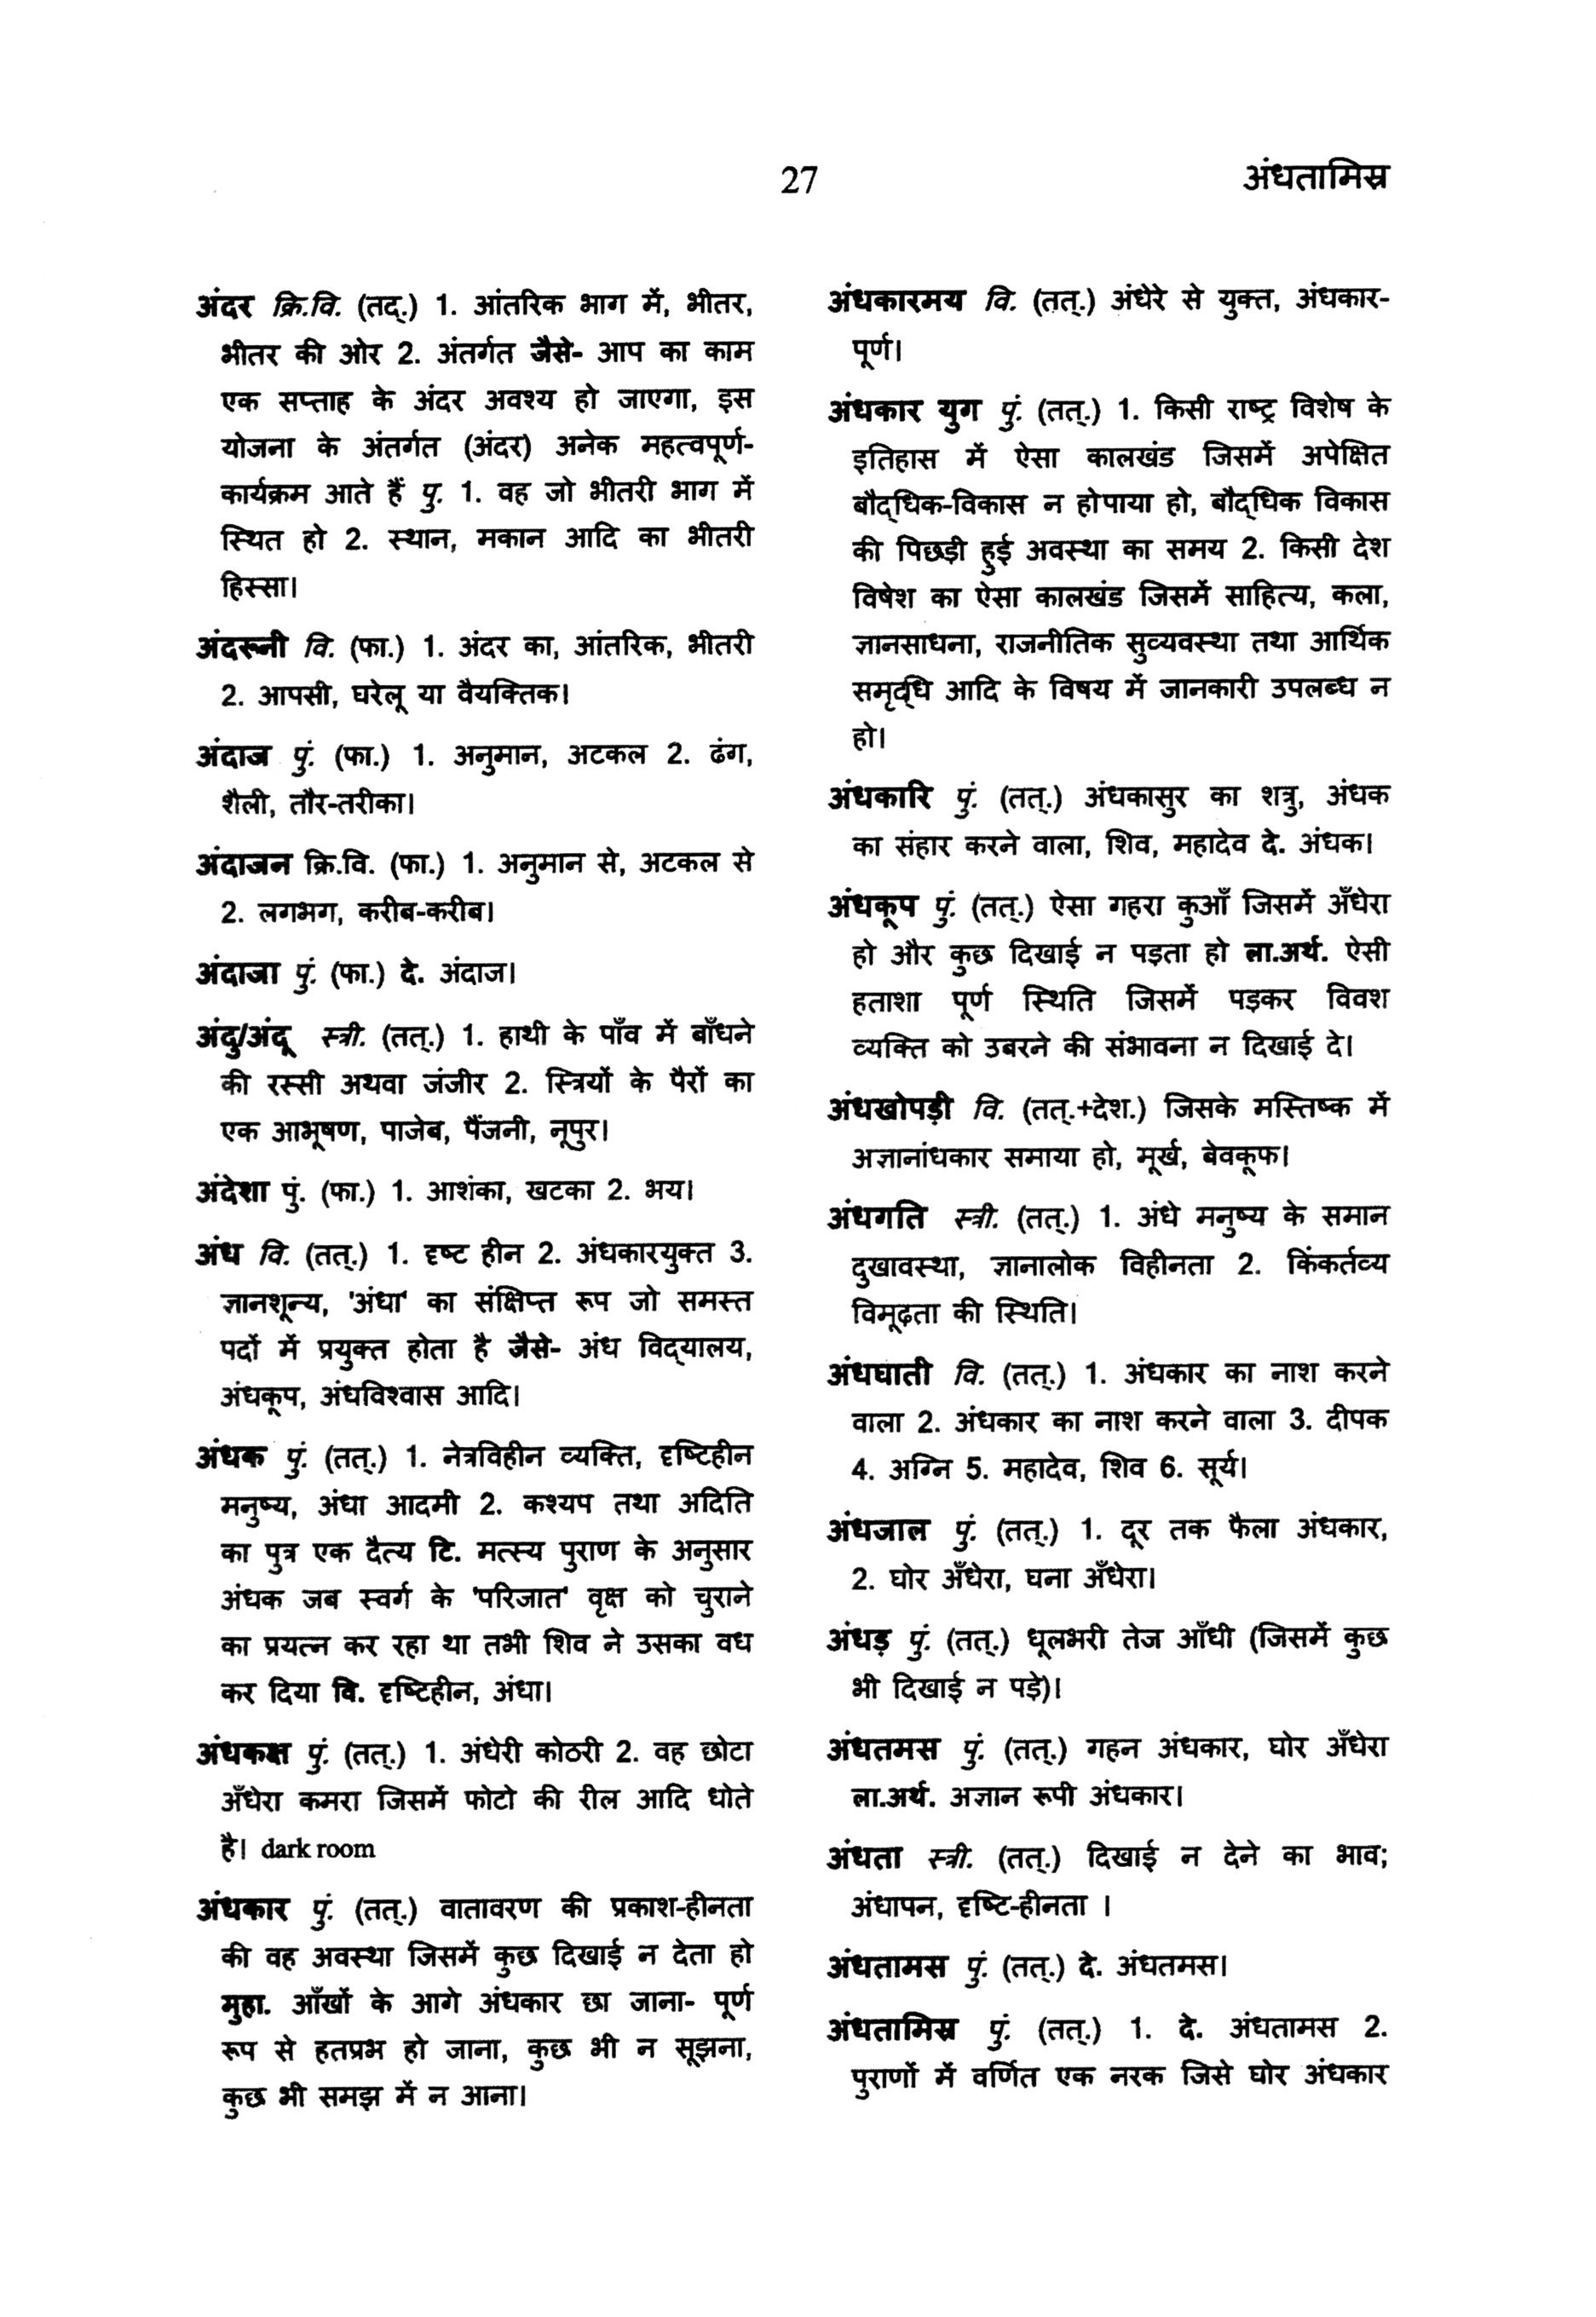 27
अंधतामिस्र
अंदर क्रि.वि. (तद्.) 1. आंतरिक भाग में, भीतर,
भीतर की ओर 2. अंतर्गत जैसे- आप का काम
एक सप्ताह के अंदर अवश्य हो जाएगा, इस
योजना के अंतर्गत (अंदर) अनेक महत्वपूर्ण-
कार्यक्रम आते हैं पु. 1. वह जो भीतरी भाग में
स्थित हो 2. स्थान, मकान आदि का भीतरी
हिस्सा।
अंदरूनी वि. (फा.) 1. अंदर का, आंतरिक, भीतरी
2. आपसी, घरेलू या वैयक्तिक।
अंदाज पुं. (फा.) 1. अनुमान, अटकल 2. ढंग,
शैली, तौर-तरीका।
अंदाजन क्रि.वि. (फा.) 1. अनुमान से, अटकल से
2. लगभग, करीब-करीब।
अंदाजा पुं. (फा.) दे. अंदाज।
अंदु/अंदू स्त्री. (तत्.) 1. हाथी के पाँव में बाँधने
की रस्सी अथवा जंजीर 2. स्त्रियों के पैरों का
एक आभूषण, पाजेब, पैंजनी, नूपुर।
अंदेशा पुं. (फा.) 1. आशंका, खटका 2. भय।
अंध वि. (तत्.) 1. दृष्ट हीन 2. अंधकारयुक्त 3.
ज्ञानशून्य, 'अंधा' का संक्षिप्त रूप जो समस्त
पदों में प्रयुक्त होता है जैसे- अंध विद्यालय,
अंधकूप, अंधविश्वास आदि।
अंधक पुं. (तत्.) 1. नेत्रविहीन व्यक्ति, दृष्टिहीन
मनुष्य, अंधा आदमी 2. कश्यप तथा अदिति
का पुत्र एक दैत्य टि. मत्स्य पुराण के अनुसार
अंधक जब स्वर्ग के 'परिजात' वृक्ष को चुराने
का प्रयत्न कर रहा था तभी शिव ने उसका वध
कर दिया वि. दृष्टिहीन, अंधा।
अंधकक्ष पुं. (तत्.) 1. अंधेरी कोठरी 2. वह छोटा
अँधेरा कमरा जिसमें फोटो की रील आदि धोते
है। dark room
अंधकार पुं. (तत्.) वातावरण की प्रकाश-हीनता
की वह अवस्था जिसमें कुछ दिखाई न देता हो
मुहा. आँखों के आगे अंधकार छा जाना- पूर्ण
रूप से हतप्रभ हो जाना, कुछ भी न सूझना,
कुछ भी समझ में न आना।
अंधकारमय वि. (तत्.) अंधेरे से युक्त, अंधकार-
पूर्ण।
अंधकार युग पुं. (तत्.) 1. किसी राष्ट्र विशेष के
इतिहास में ऐसा कालखंड जिसमें अपेक्षित
बौद्धिक-विकास न होपाया हो, बौद्धिक विकास
की पिछड़ी हुई अवस्था का समय 2. किसी देश
विषेश का ऐसा कालखंड जिसमें साहित्य, कला,
ज्ञानसाधना, राजनीतिक सुव्यवस्था तथा आर्थिक
समृद्धि आदि के विषय में जानकारी उपलब्ध न
हो।
अंधकारि पुं. (तत्.) अंधकासुर का शत्रु, अंधक
का संहार करने वाला, शिव, महादेव दे. अंधक।
अंधकूप पुं. (तत्.) ऐसा गहरा कुआँ जिसमें अँधेरा
हो और कुछ दिखाई न पड़ता हो ला.अर्थ. ऐसी
हताशा पूर्ण स्थिति जिसमें पड़कर विवश
व्यक्ति को उबरने की संभावना न दिखाई दे।
अंधखोपड़ी वि. (तत्.+देश.) जिसके मस्तिष्क में
अज्ञानांधकार समाया हो, मूर्ख, बेवकूफ।
अंधगति स्त्री. (तत्.) 1. अंधे मनुष्य के समान
दुखावस्था, ज्ञानालोक विहीनता 2. किंकर्तव्य
विमूढ़ता की स्थिति।
अंधघाती वि. (तत्.) 1. अंधकार का नाश करने
वाला 2. अंधकार का नाश करने वाला 3. दीपक
4. अग्नि 5. महादेव, शिव 6. सूर्य।
अंधजाल पुं. (तत्.) 1. दूर तक फैला अंधकार,
2. घोर अँधेरा, घना अँधेरा।
अंधड़ पुं. (तत्.) धूलभरी तेज आँधी (जिसमें कुछ
भी दिखाई न पड़े)।
अंधतमस पुं. (तत्.) गहन अंधकार, घोर अँधेरा
ला.अर्थ. अज्ञान रूपी अंधकार।
अंधता स्त्री. (तत्.) दिखाई न देने का भाव;
अंधापन, दृष्टि-हीनता ।
अंधतामस पुं. (तत्.) दे. अंधतमस।
अंधतामिस्र पुं. (तत्.) 1. दे. अंधतामस 2.
पुराणों में वर्णित एक नरक जिसे घोर अंधकार